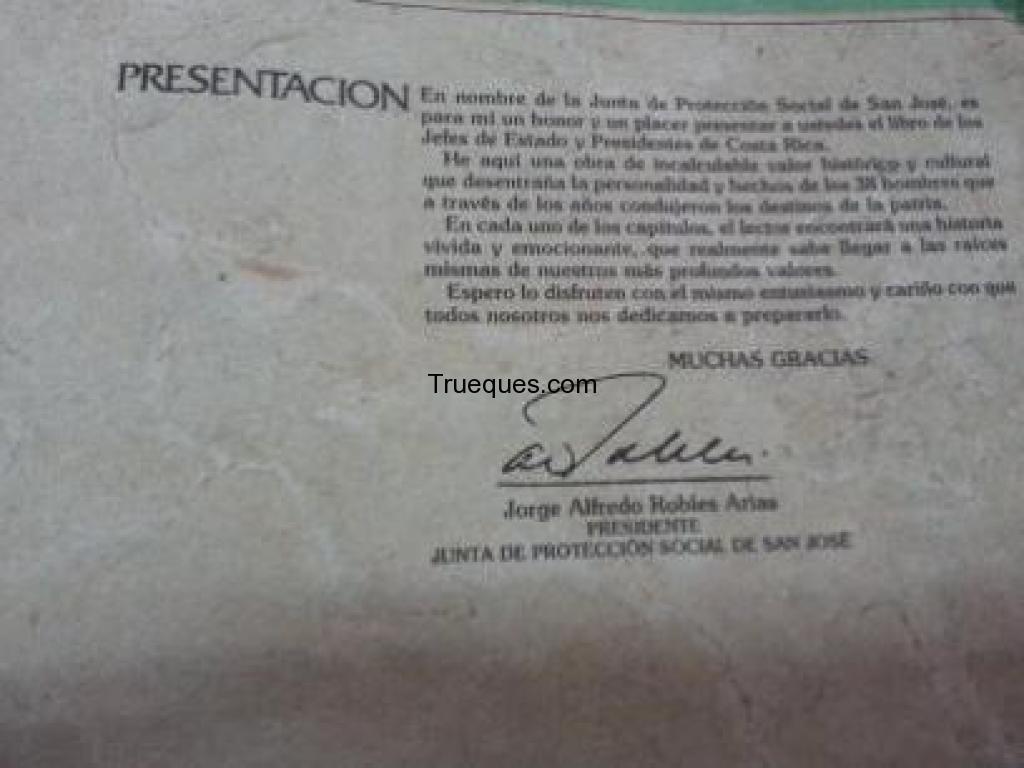 PRESENTACION
En nombre de la Junta de Protección Social de San José, es
para mi un honor y un placer presentar a ustedes el libro de los
Jefes de Estado y Presidentes de Costa Rica.
He aquí una obra de incalculable valor histórico y cultural
que desentraña la personalidad y hechos de los 38 hombres que
a través de los años condujeron los destinos de la patria.
En cada uno de los capítulos, el lector encontrará una historia
vivida y emocionante, que realmente sabe llegar a las raíces
mismas de nuestros más profundos valores.
Espero lo disfruten con el mismo entusiasmo y cariño con que
todos nosotros nos dedicamos a prepararlo.
MUCHAS GRACIAS
Trueques.com
Jorge Alfredo Robles Arias
PRESIDENTE
JUNTA DE PROTECCIÓN SOCIAL DE SAN JOSÉ